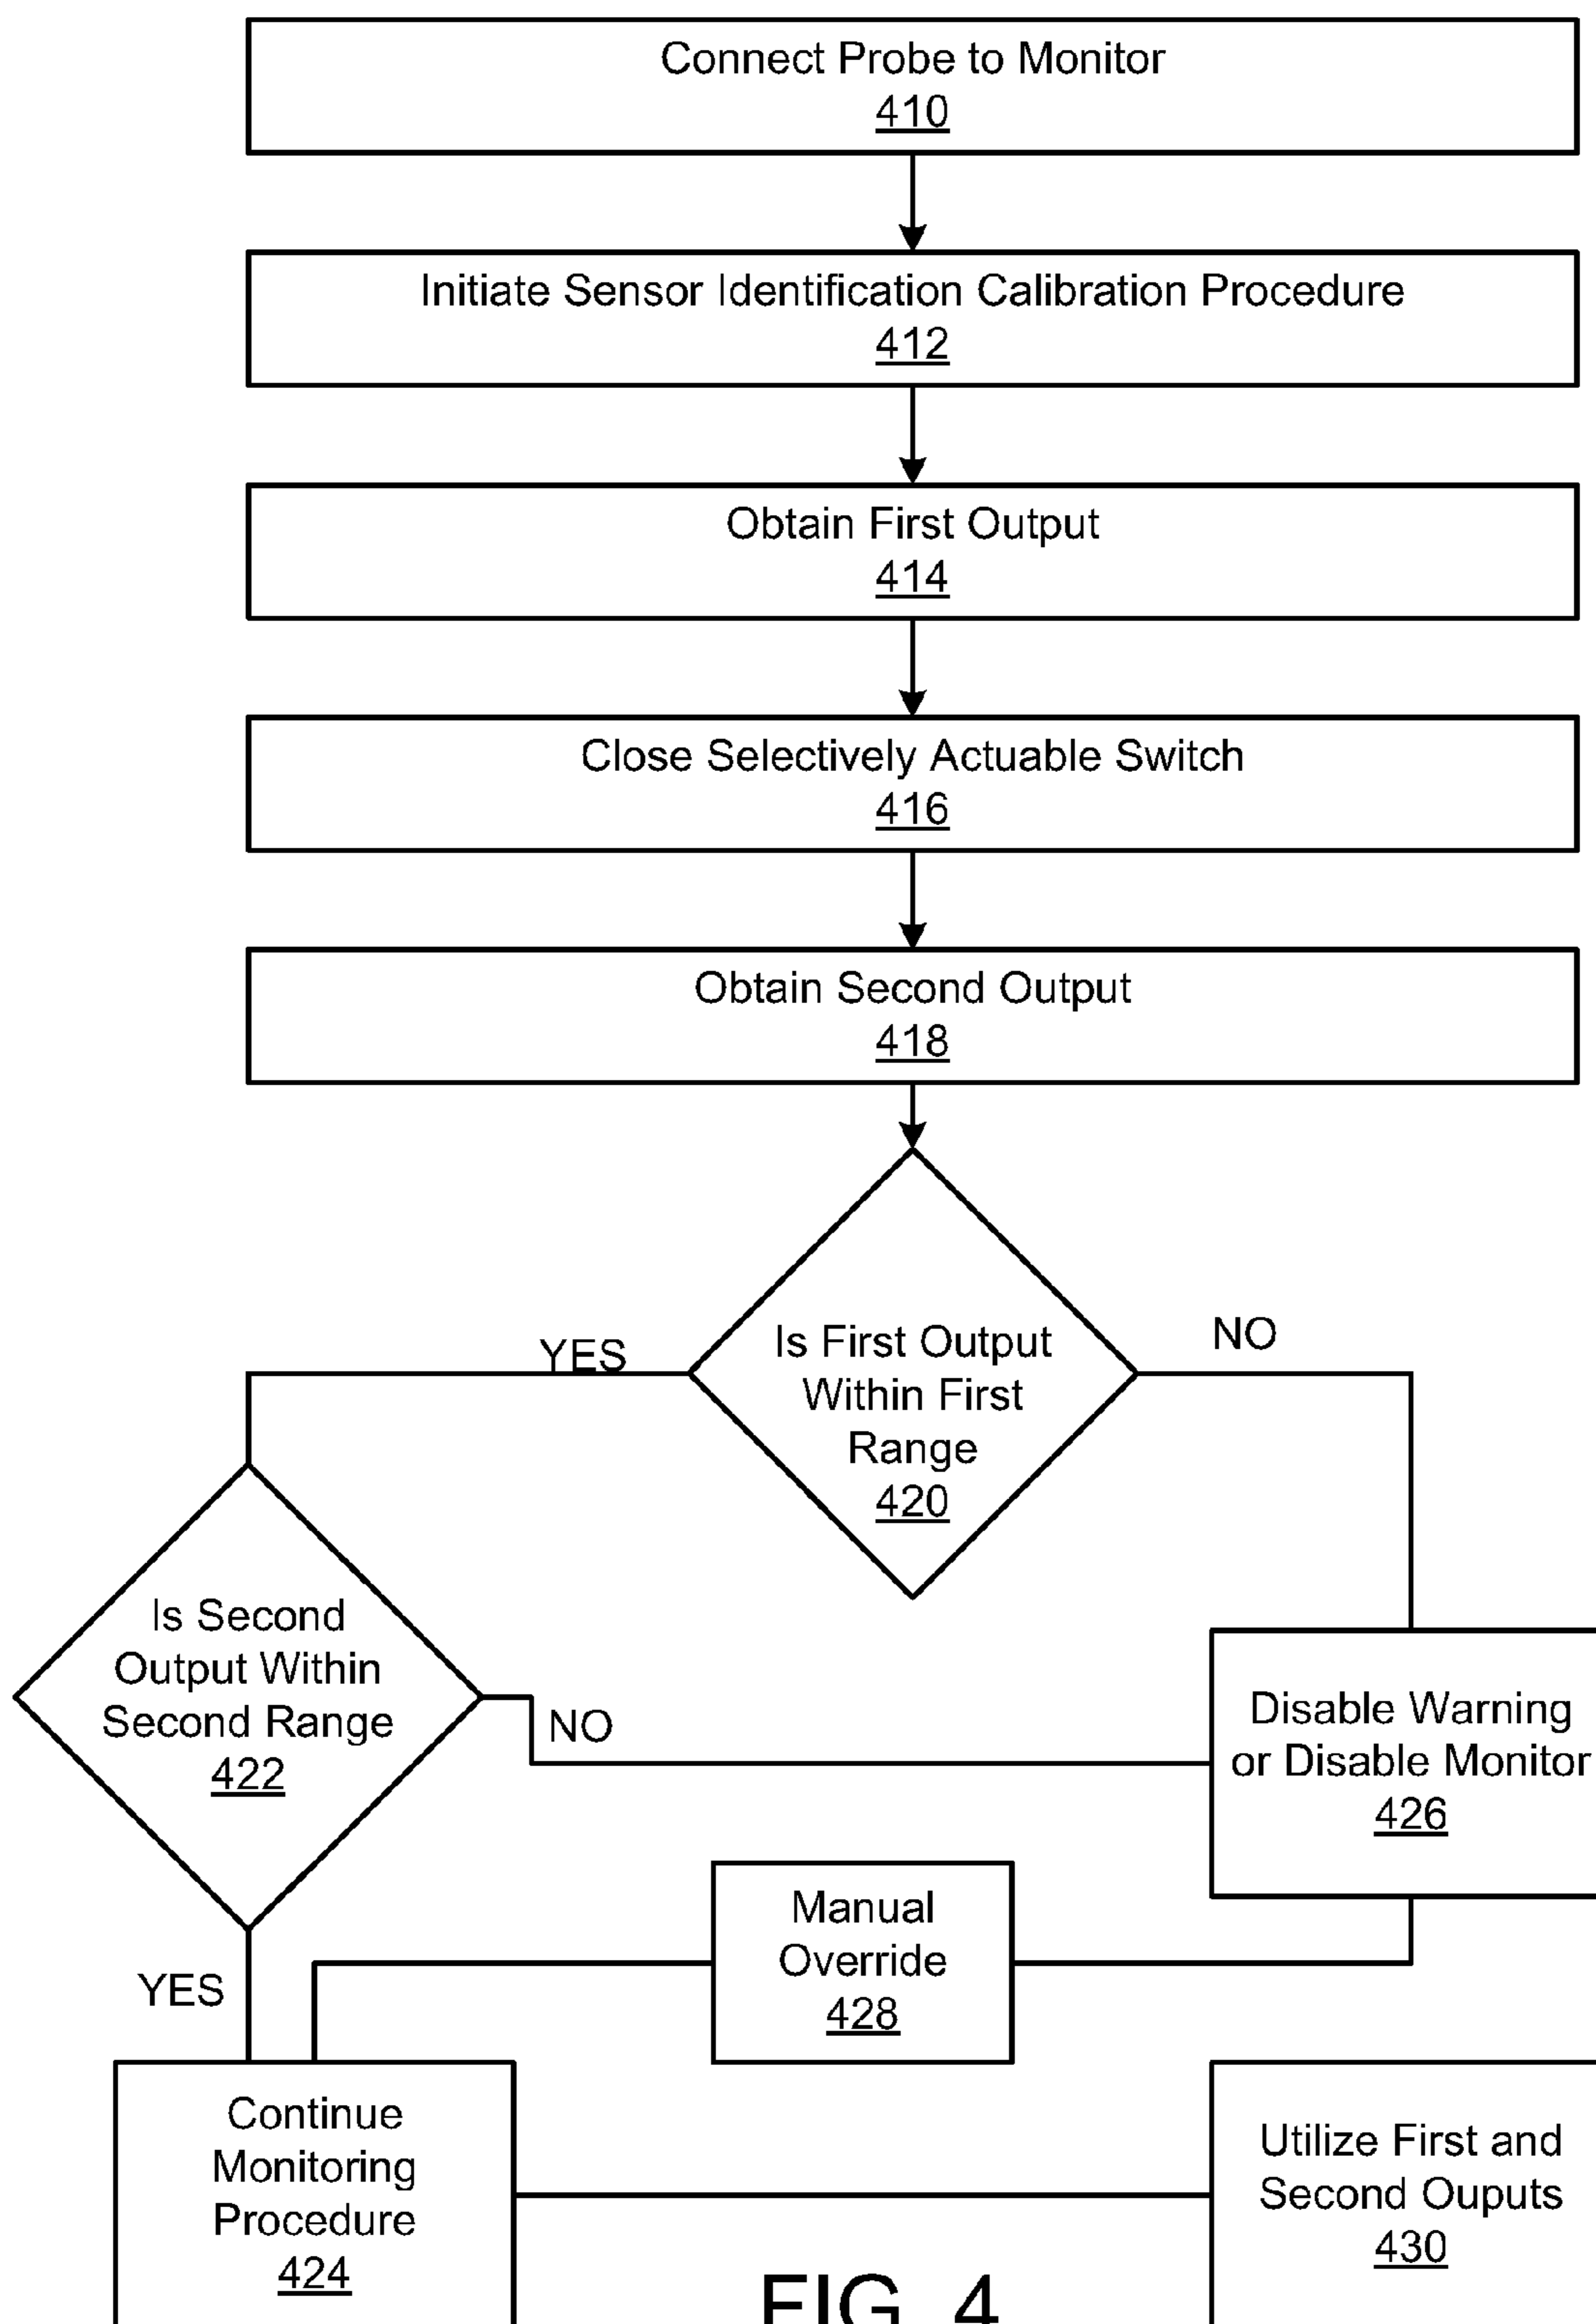 Connect Probe to Monitor
410
Initiate Sensor Identification Calibration Procedure
412
Obtain First Output
414
Close Selectively Actuable Switch
416
Obtain Second Output
418
Is First Output
Within First
Range
420
YES
NO
Is Second
Output Within
Second Range
422
NO
YES
Disable Warning
or Disable Monitor
426
Manual
Override
428
Continue
Monitoring
Procedure
424
Utilize First and
Second Ouputs
430
FIG. 4